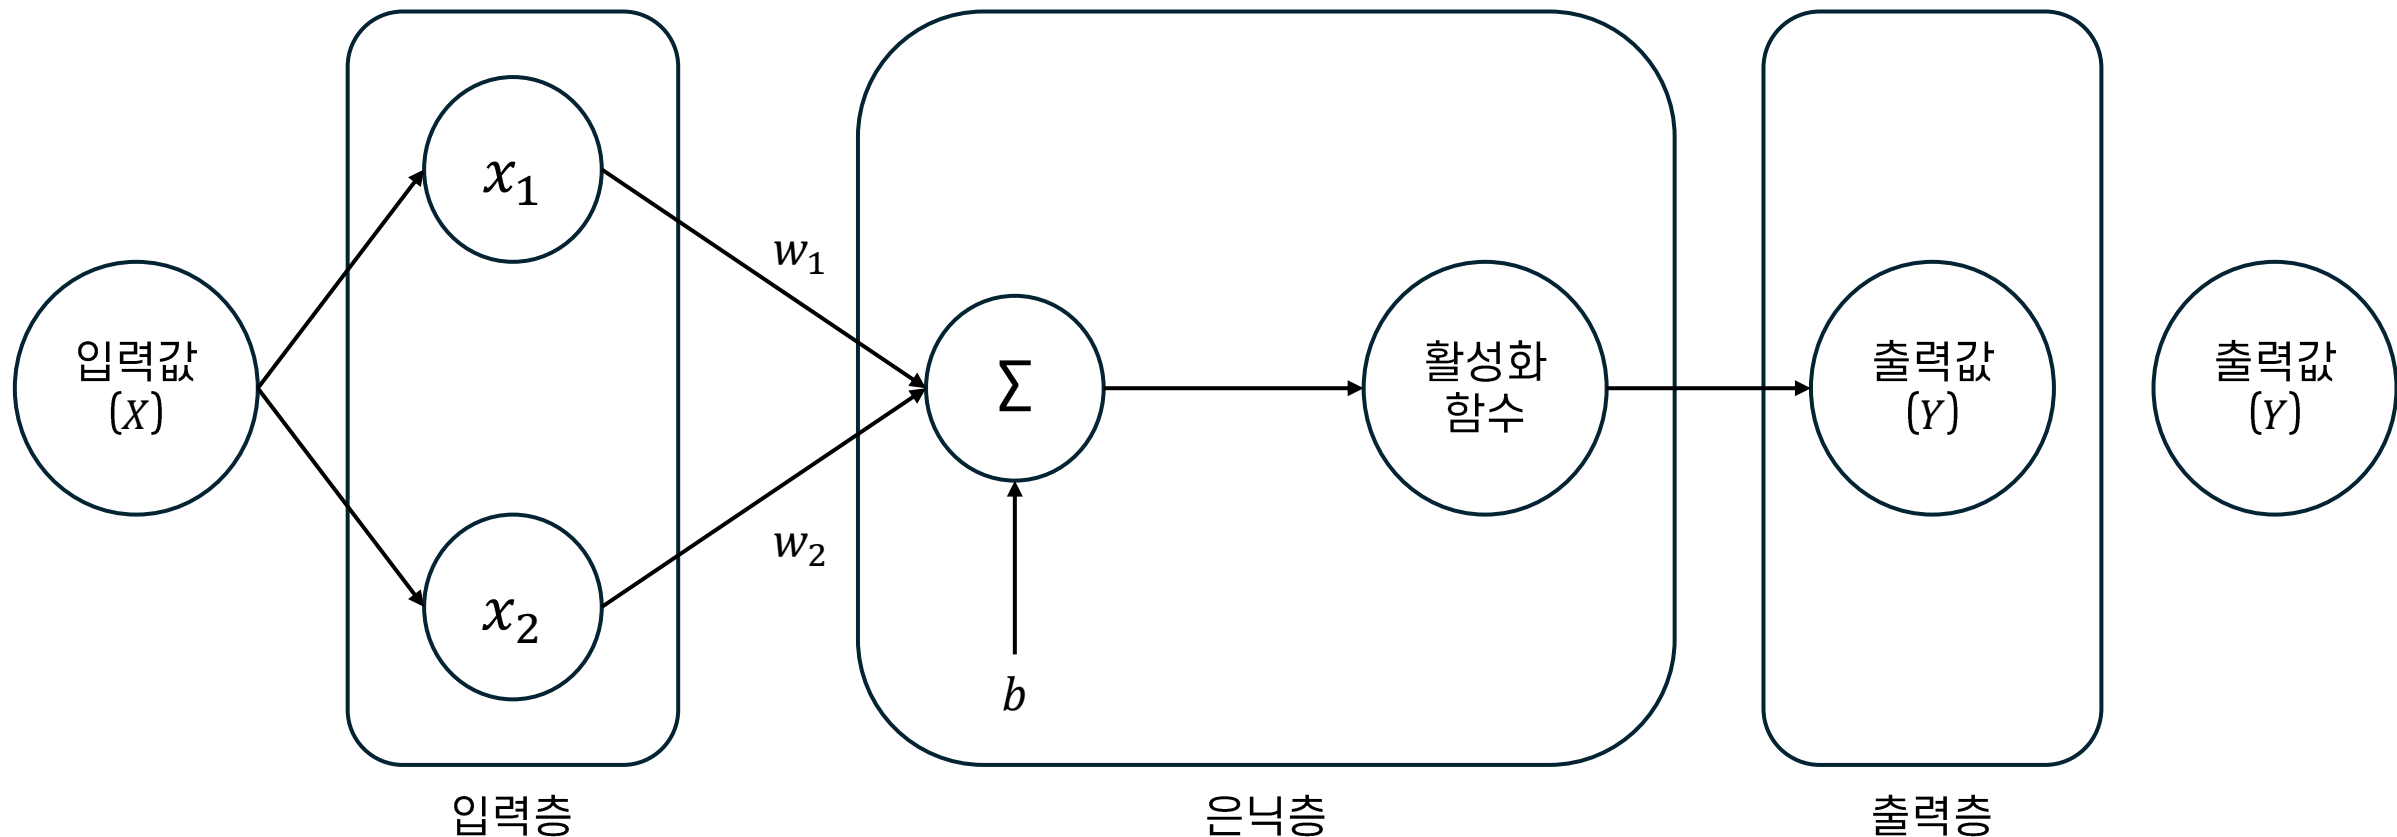 입력값
(X)
x₁
x₂
w₁
w₂
Σ
b
활성화
함수
출력값
(Y)
출력값
(Y)
입력층
은닉층
출력층